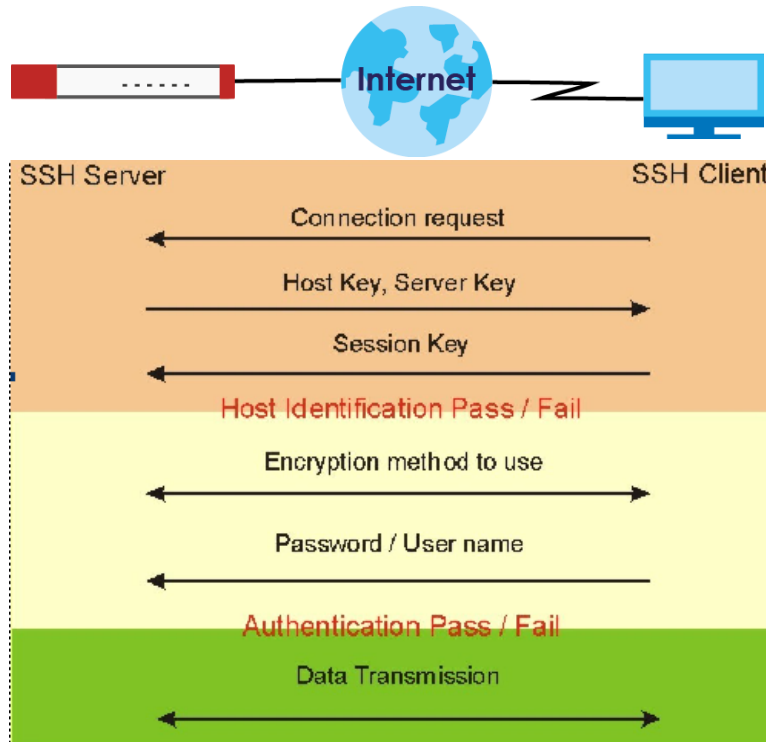 Internet
SSH Server
SSH Client
Connection request
Host Key, Server Key
Session Key
Host Identification Pass / Fail
Encryption method to use
Password / User name
Authentication Pass / Fail
Data Transmission